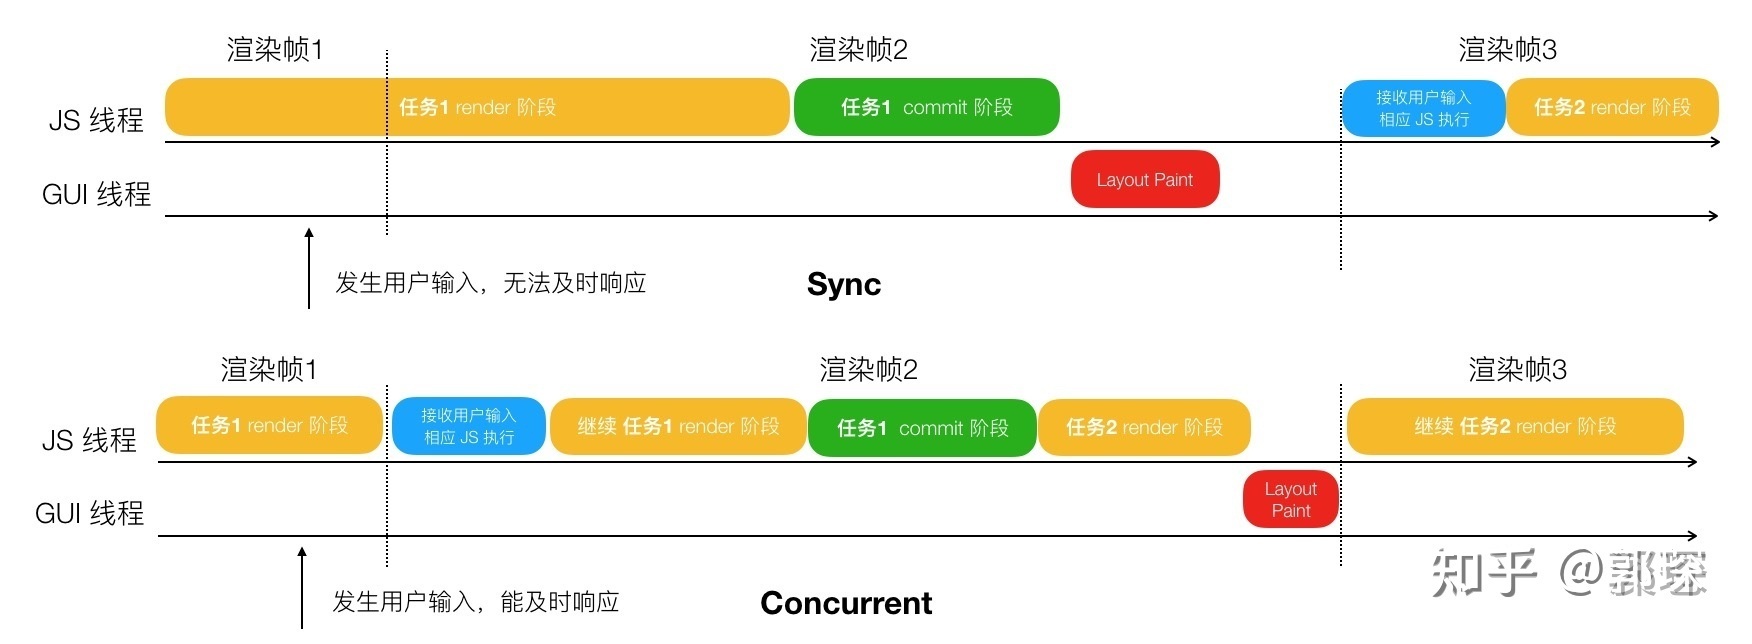 渲染帧1
渲染帧2
渲染帧3
JS 线程
任务1 render 阶段
任务1 commit 阶段
接收用户输入
相应 JS 执行
任务2 render 阶段
GUI 线程
Layout Paint
发生用户输入，无法及时响应
Sync
渲染帧1
渲染帧2
渲染帧3
JS 线程
任务1 render 阶段
接收用户输入
相应 JS 执行
继续 任务1 render 阶段
任务1 commit 阶段
任务2 render 阶段
继续 任务2 render 阶段
GUI 线程
Layout
Paint
发生用户输入，能及时响应
Concurrent
知乎 @郭琛